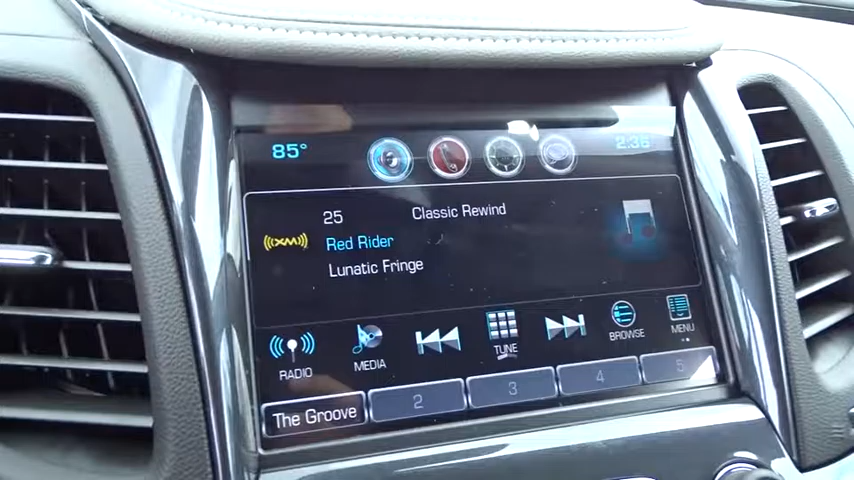 85° 2:36
25 Classic Rewind
XM Red Rider
Lunatic Fringe
RADIO MEDIA TUNE BROWSE MENU
The Groove 2 3 4 5